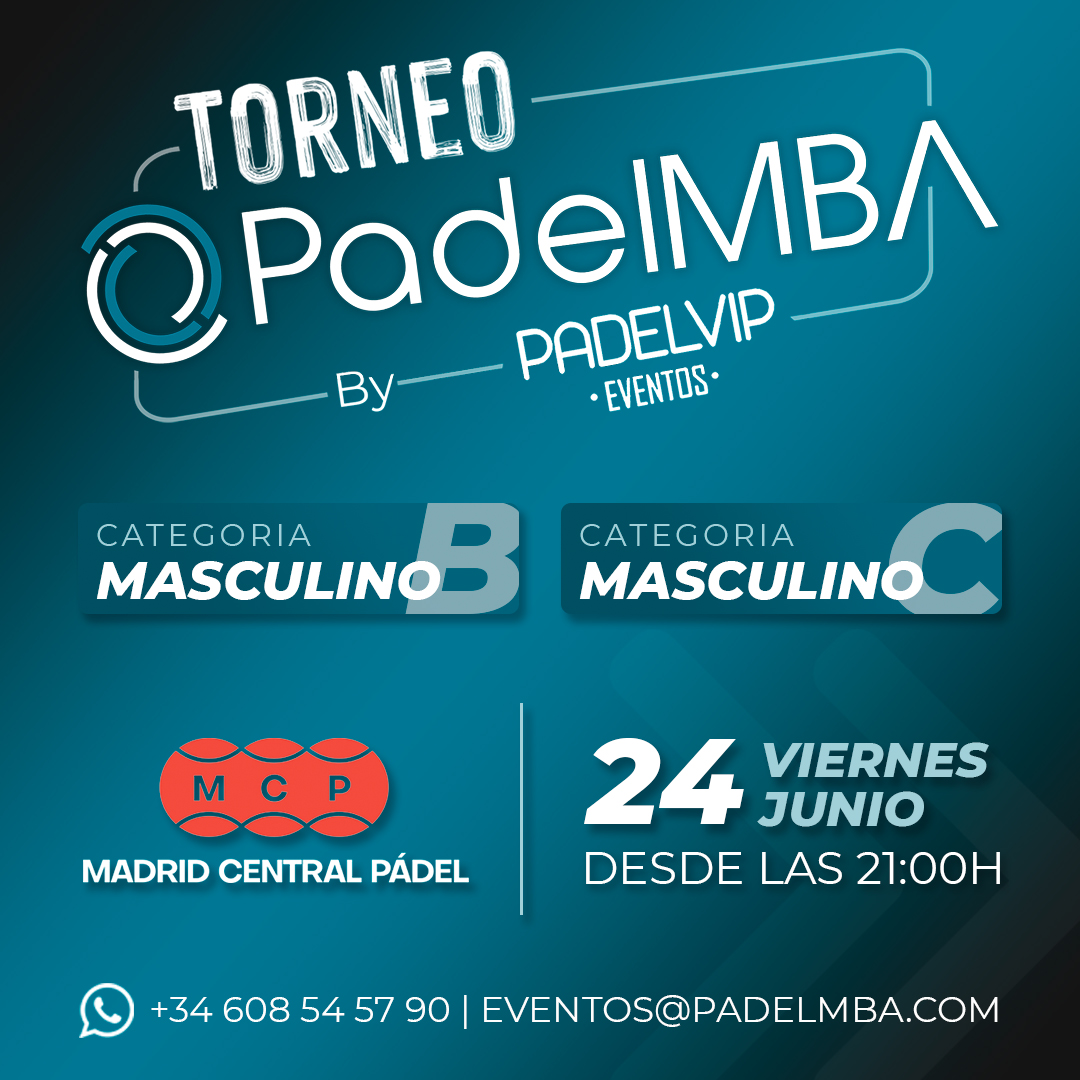 TORNEO
PadelMBA
By PADELVIP
• EVENTOS •
CATEGORIA
MASCULINO B
CATEGORIA
MASCULINO C
M C P
MADRID CENTRAL PÁDEL
24 VIERNES
JUNIO
DESDE LAS 21:00H
+34 608 54 57 90 | EVENTOS@PADELMBA.COM